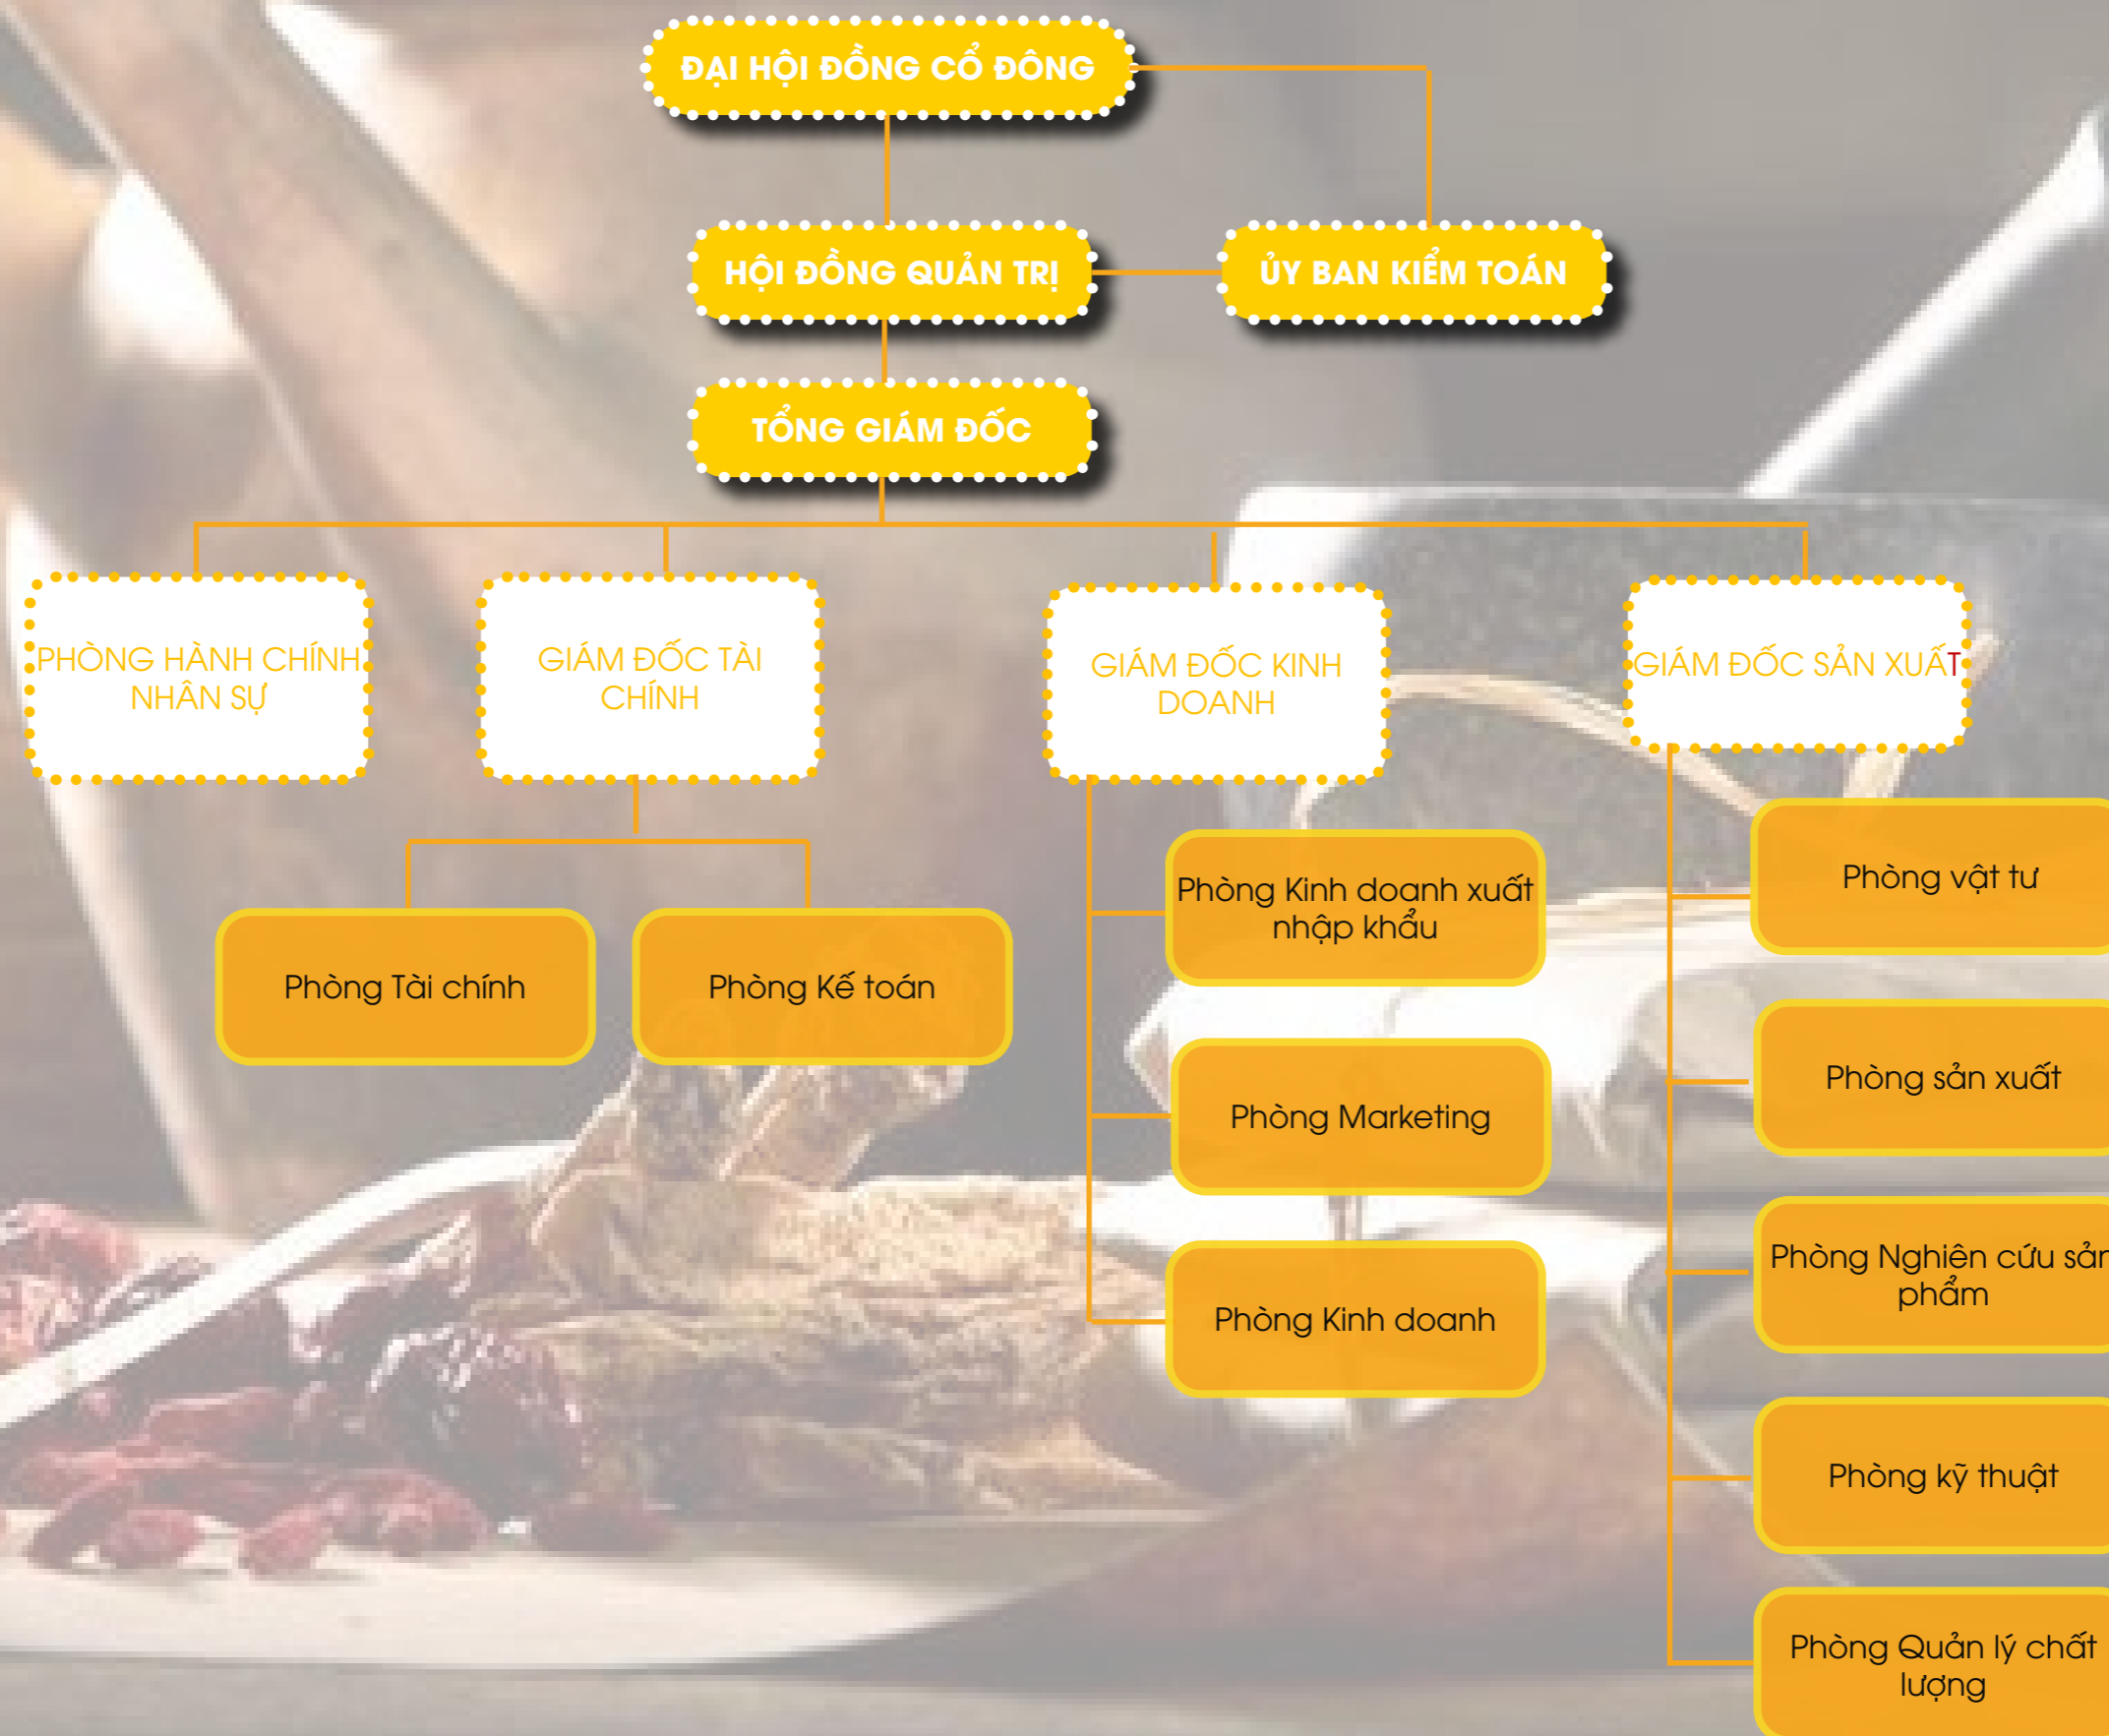 ĐẠI HỘI ĐỒNG CỔ ĐÔNG
HỘI ĐỒNG QUẢN TRỊ
ỦY BAN KIỂM TOÁN
TỔNG GIÁM ĐỐC
PHÒNG HÀNH CHÍNH
NHÂN SỰ
GIÁM ĐỐC TÀI
CHÍNH
GIÁM ĐỐC KINH
DOANH
GIÁM ĐỐC SẢN XUẤT
Phòng Tài chính
Phòng Kế toán
Phòng Kinh doanh xuất
nhập khẩu
Phòng Marketing
Phòng Kinh doanh
Phòng vật tư
Phòng sản xuất
Phòng Nghiên cứu sản
phẩm
Phòng kỹ thuật
Phòng Quản lý chất
lượng